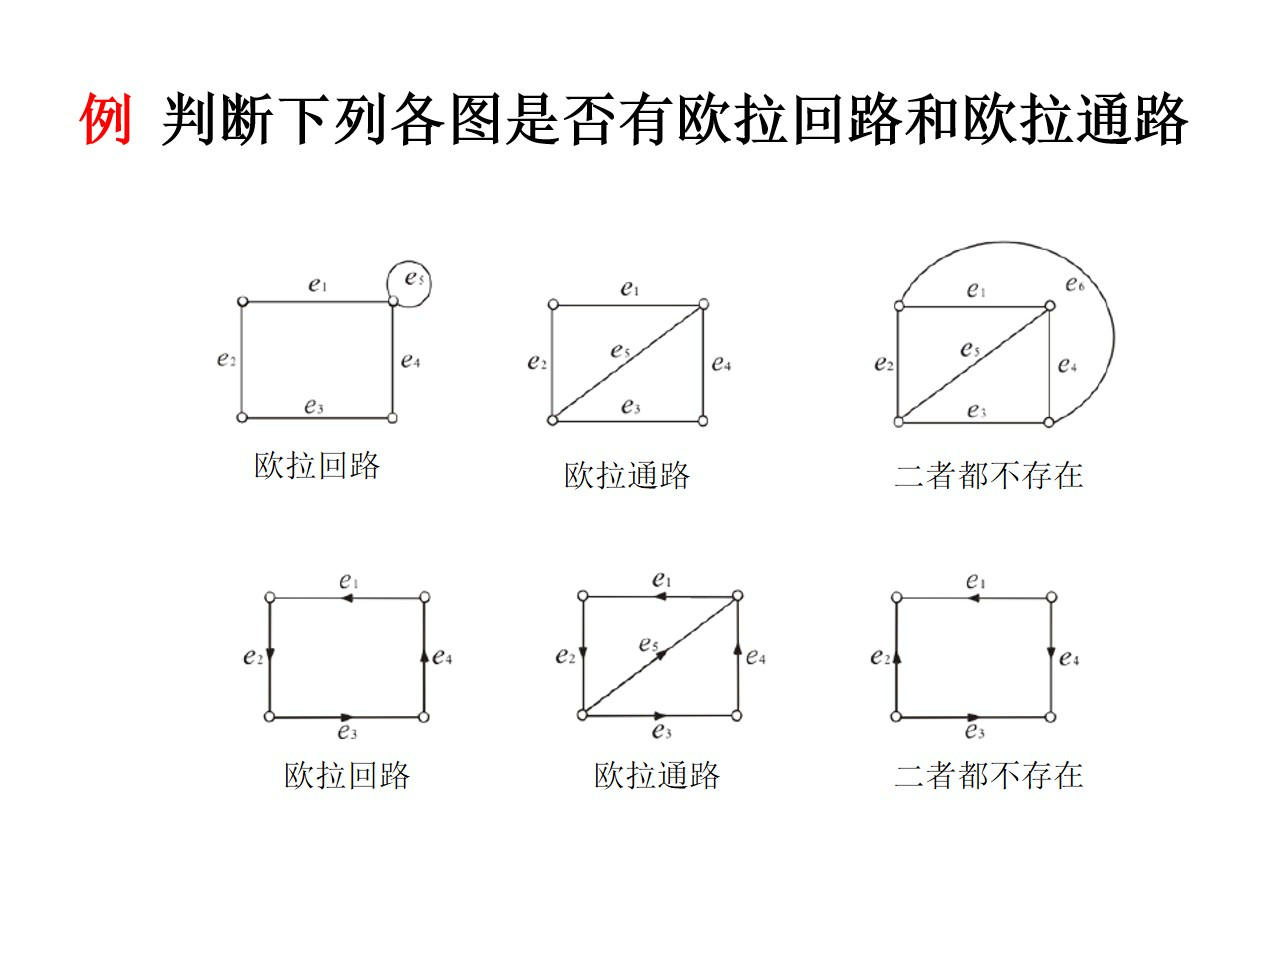 例 判断下列各图是否有欧拉回路和欧拉通路
e1 e5
e2 e4
e3
欧拉回路
e1
e2 e5 e4
e3
欧拉通路
e1 e6
e2 e5 e4
e3
二者都不存在
e1
e2 e4
e3
欧拉回路
e1
e2 e5 e4
e3
欧拉通路
e1
e2 e4
e3
二者都不存在